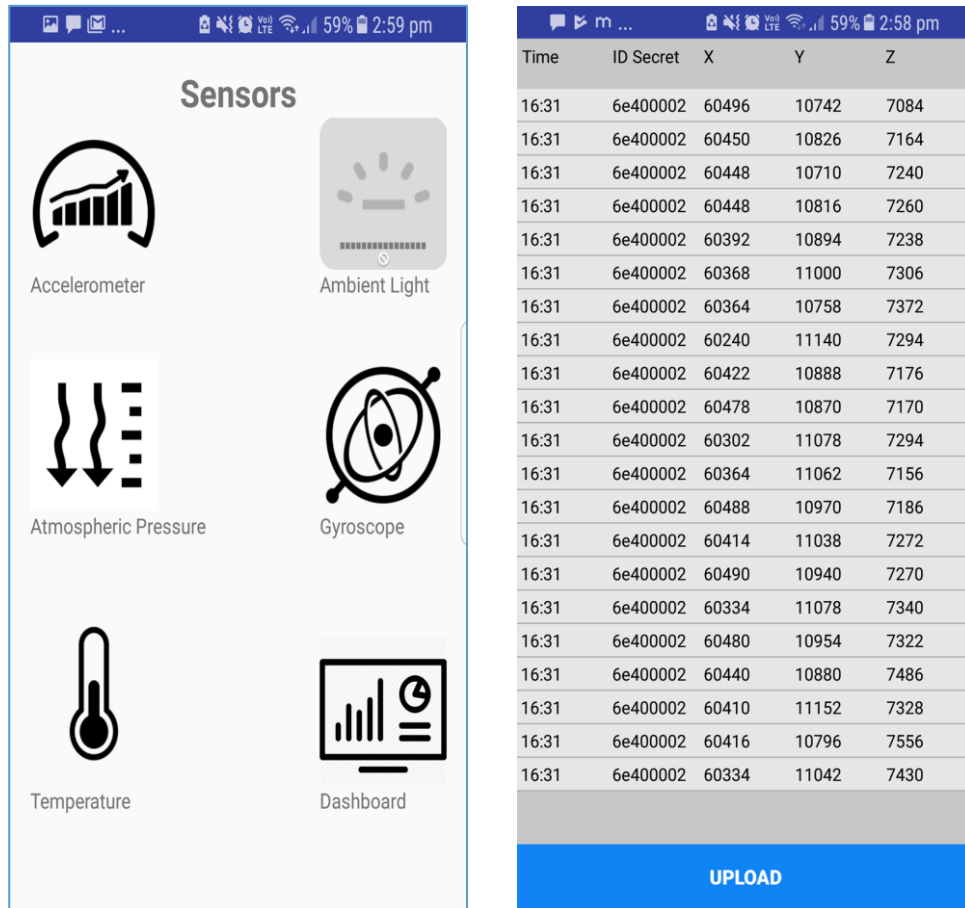 ... Voi) LTE 59% 2:59 pm
Sensors
Accelerometer
Ambient Light
Atmospheric Pressure
Gyroscope
Temperature
Dashboard
m ... Voi) LTE 59% 2:58 pm
Time ID Secret X Y Z
16:31 6e400002 60496 10742 7084
16:31 6e400002 60450 10826 7164
16:31 6e400002 60448 10710 7240
16:31 6e400002 60448 10816 7260
16:31 6e400002 60392 10894 7238
16:31 6e400002 60368 11000 7306
16:31 6e400002 60364 10758 7372
16:31 6e400002 60240 11140 7294
16:31 6e400002 60422 10888 7176
16:31 6e400002 60478 10870 7170
16:31 6e400002 60302 11078 7294
16:31 6e400002 60364 11062 7156
16:31 6e400002 60488 10970 7186
16:31 6e400002 60414 11038 7272
16:31 6e400002 60490 10940 7270
16:31 6e400002 60334 11078 7340
16:31 6e400002 60480 10954 7322
16:31 6e400002 60440 10880 7486
16:31 6e400002 60410 11152 7328
16:31 6e400002 60416 10796 7556
16:31 6e400002 60334 11042 7430
UPLOAD